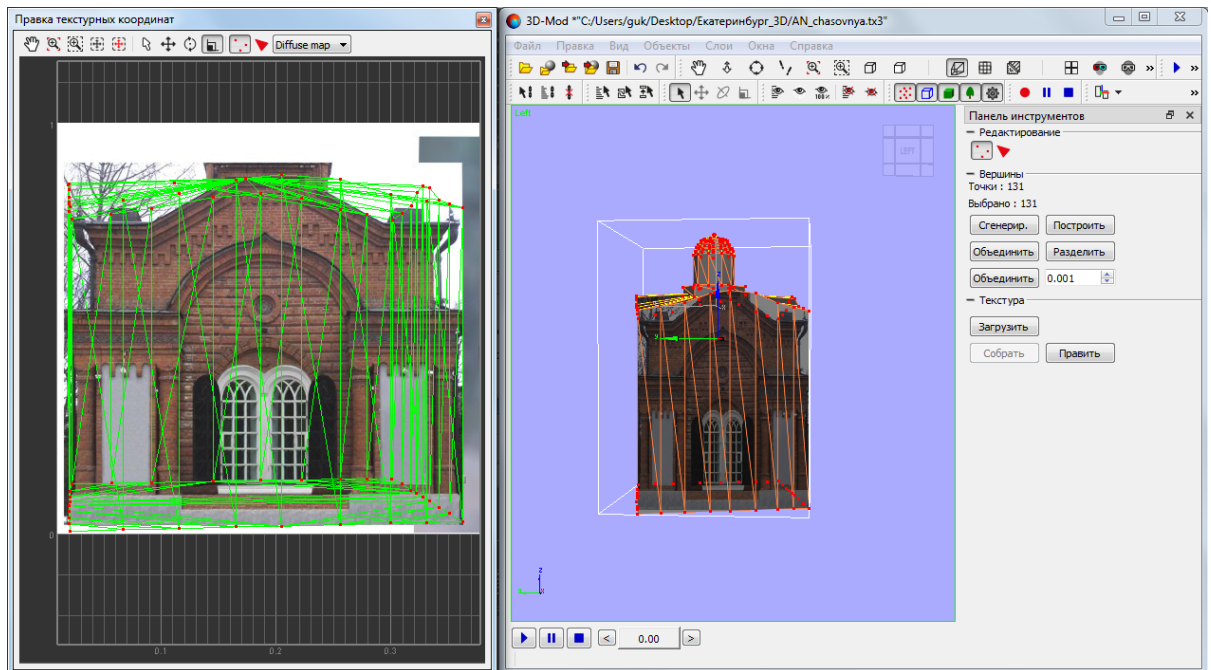 Правка текстурных координат
Diffuse map
1
0
0.1
0.2
0.3
3D-Mod *"C:/Users/guk/Desktop/Екатеринбург_3D/AN_chasovnya.tx3"
Файл Правка Вид Объекты Слои Окна Справка
100%
Left
LEFT
z
y
z
x
0.00
Панель инструментов
Редактирование
Вершины
Точки : 131
Выбрано : 131
Сгенерир. Построить
Объединить Разделить
Объединить 0.001
Текстура
Загрузить
Собрать Править